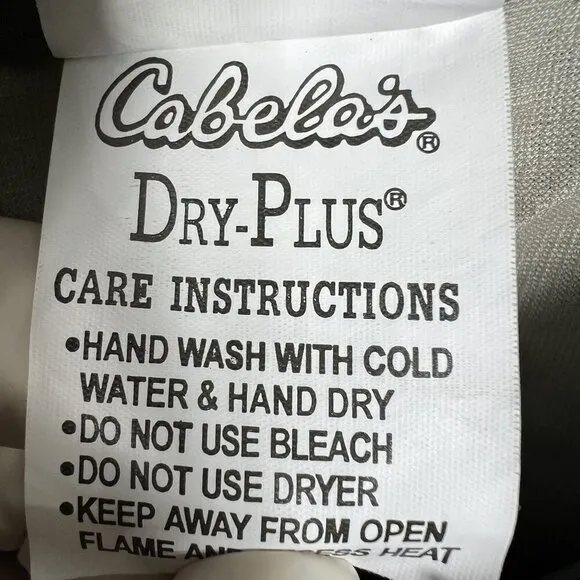 Cabela's®
DRY-PLUS®
CARE INSTRUCTIONS
•HAND WASH WITH COLD
WATER & HAND DRY
•DO NOT USE BLEACH
•DO NOT USE DRYER
•KEEP AWAY FROM OPEN
FLAME HEAT